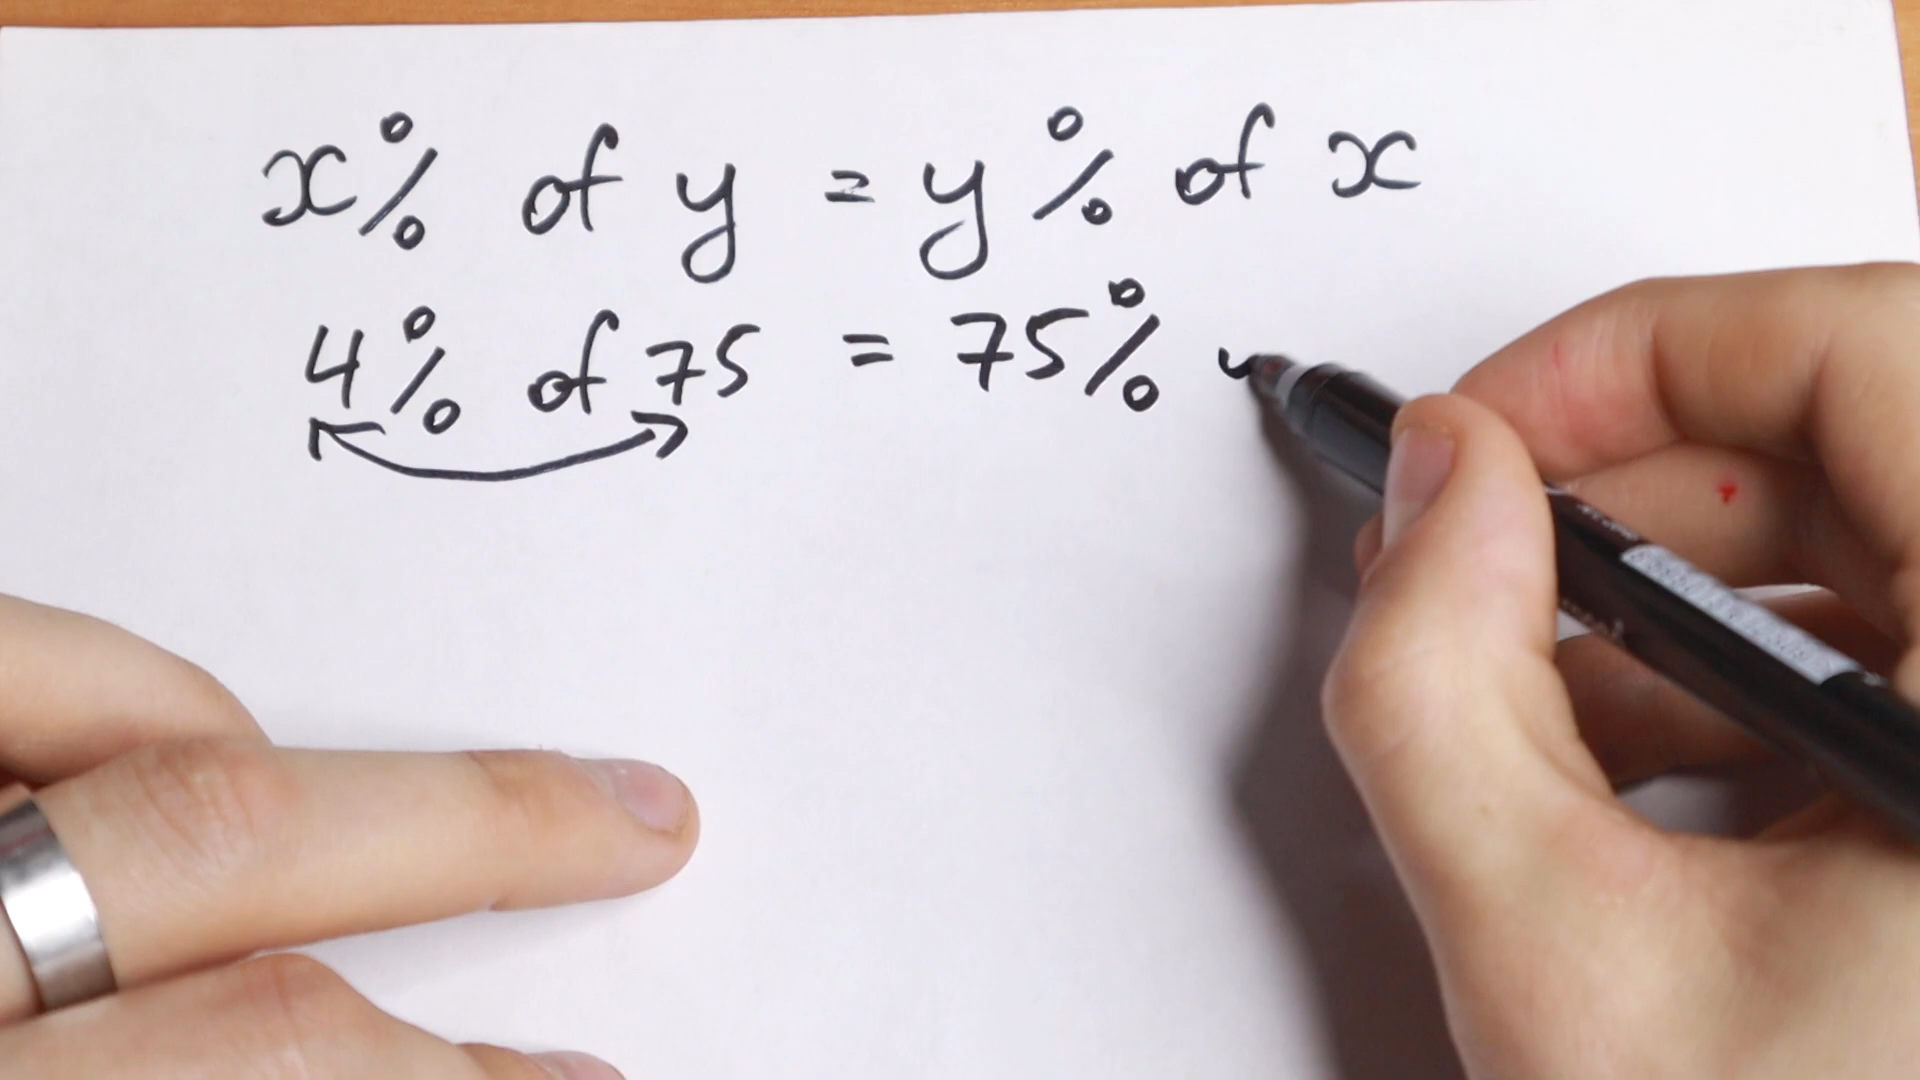 x% of y = y% of x
4% of 75 = 75%